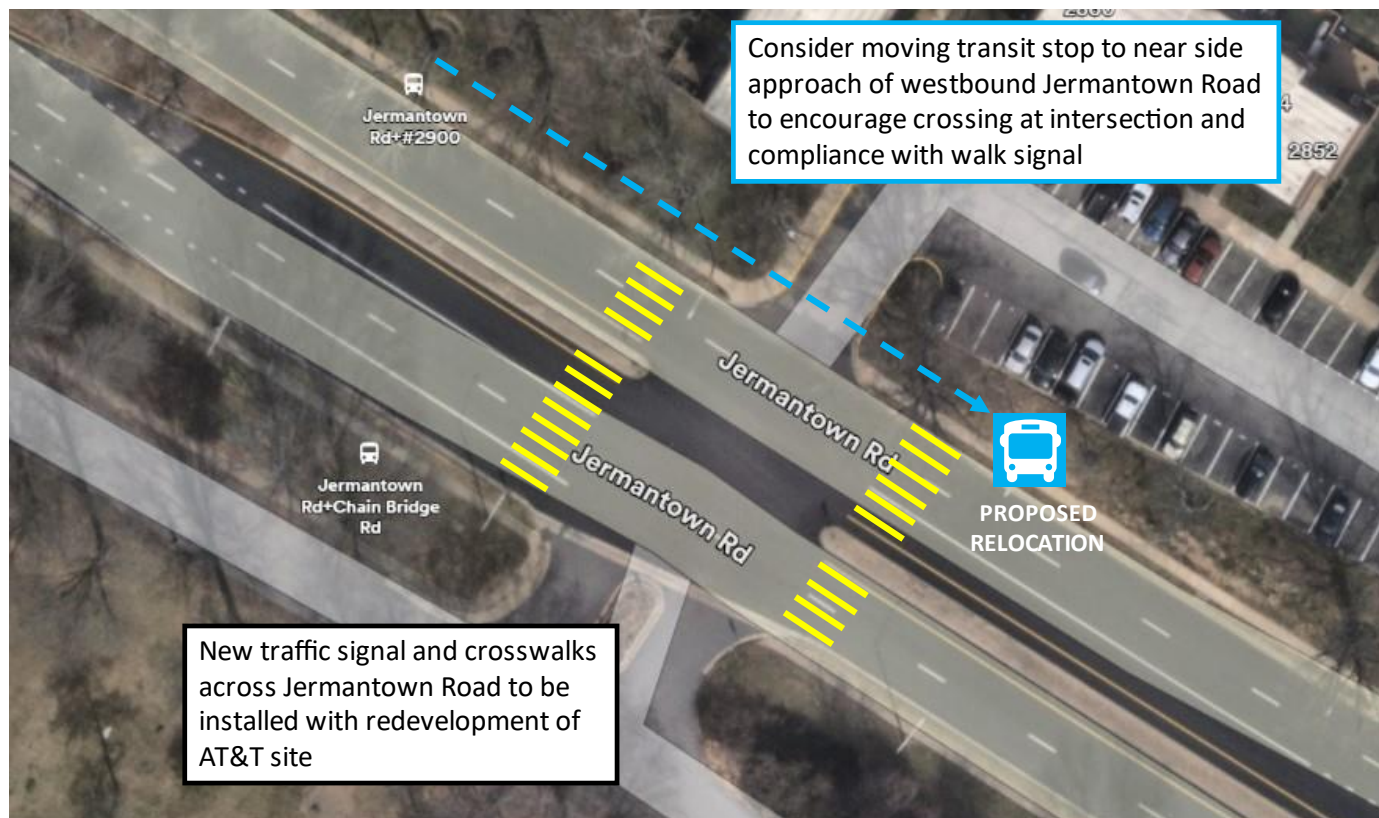 2860
Consider moving transit stop to near side
approach of westbound Jermantown Road
to encourage crossing at intersection and
compliance with walk signal
Jermantown
Rd+#2900
4
2852
Jermantown Rd
Jermantown Rd
Jermantown
Rd+Chain Bridge
Rd
PROPOSED
RELOCATION
New traffic signal and crosswalks
across Jermantown Road to be
installed with redevelopment of
AT&T site